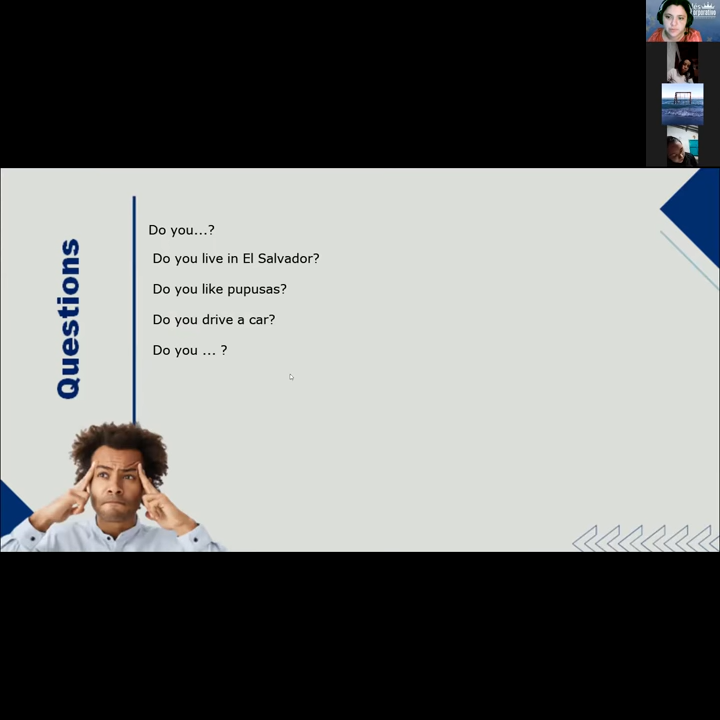 Questions
Do you...?
Do you live in El Salvador?
Do you like pupusas?
Do you drive a car?
Do you ... ?